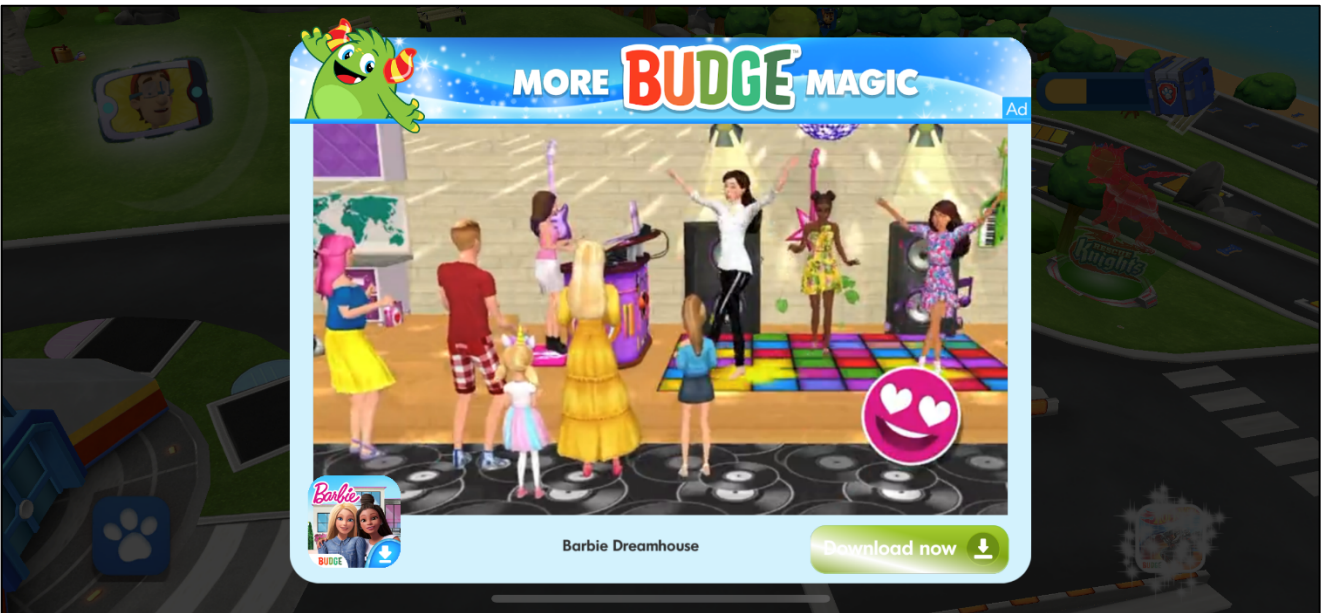 MORE BUDGE MAGIC
Ad
Knights
Barbie
BUDGE
Barbie Dreamhouse
Download now